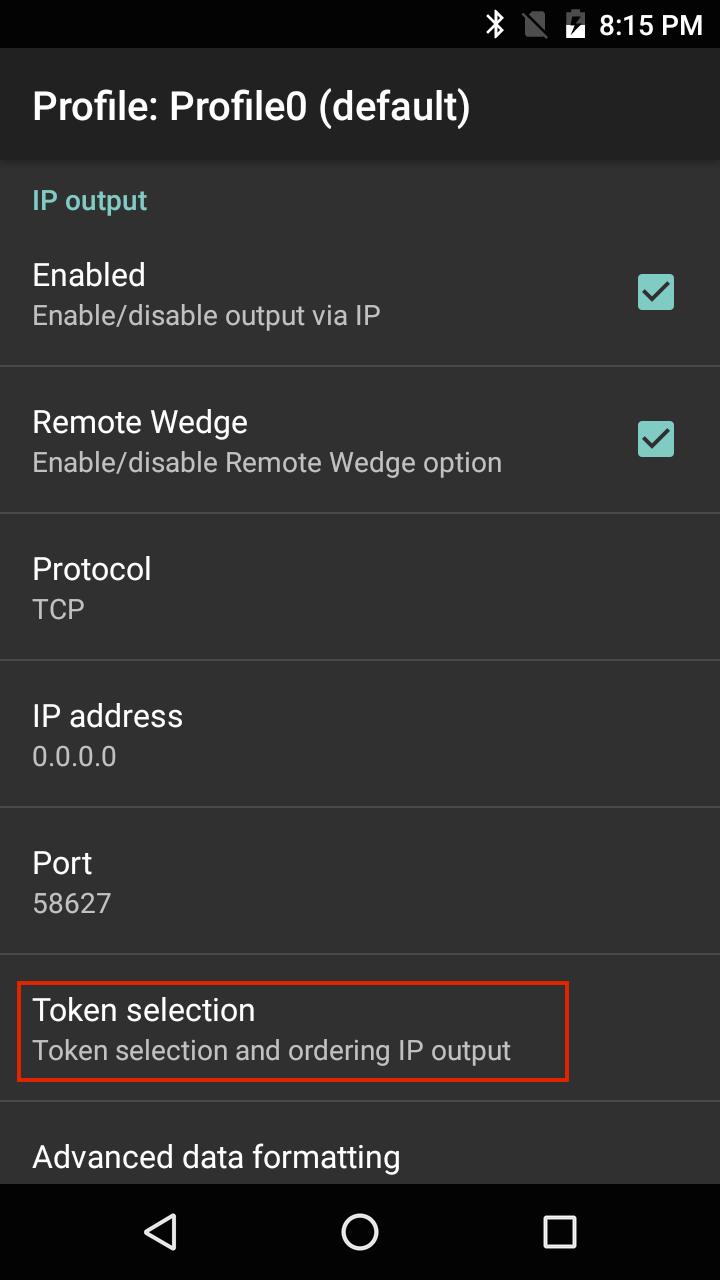 8:15 PM
Profile: Profile0 (default)
IP output
Enabled
Enable/disable output via IP
Remote Wedge
Enable/disable Remote Wedge option
Protocol
TCP
IP address
0.0.0.0
Port
58627
Token selection
Token selection and ordering IP output
Advanced data formatting